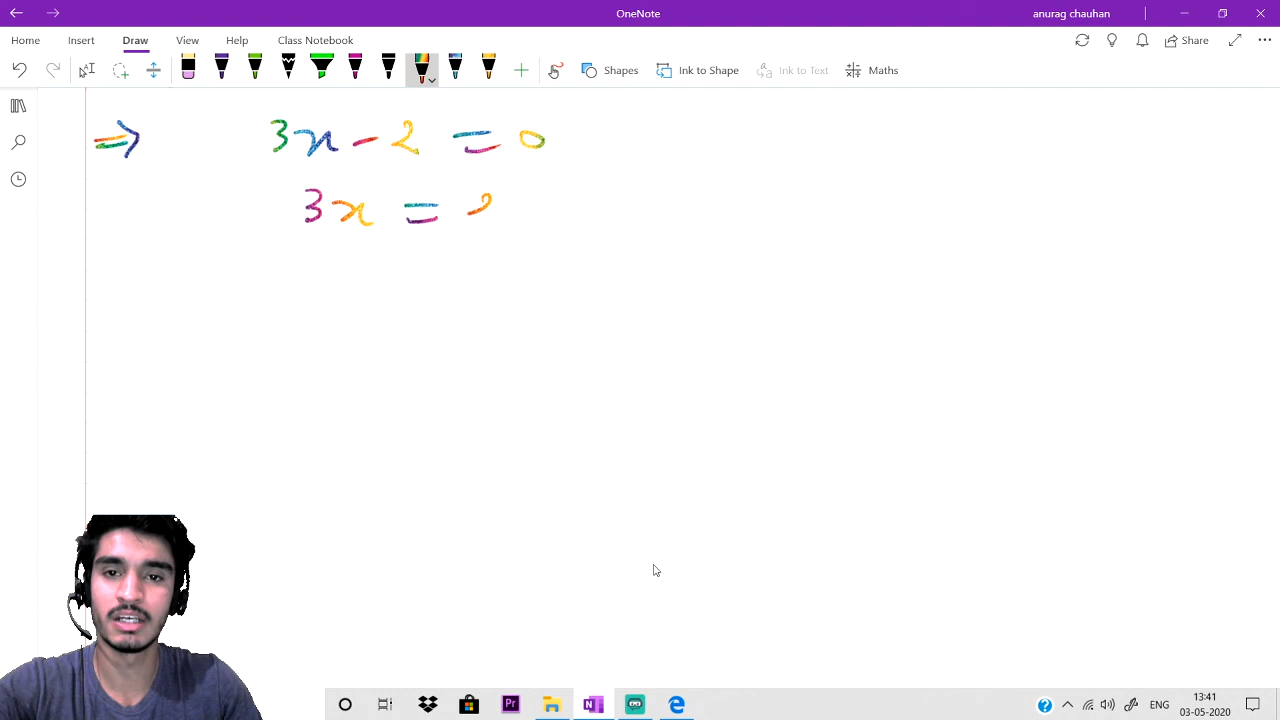 OneNote
anurag chauhan
Home Insert Draw View Help Class Notebook
Share
Shapes Ink to Shape Ink to Text Maths
⇒ 3x - 2 = 0
3x = 2
Pr N
ENG 13:41
03-05-2020